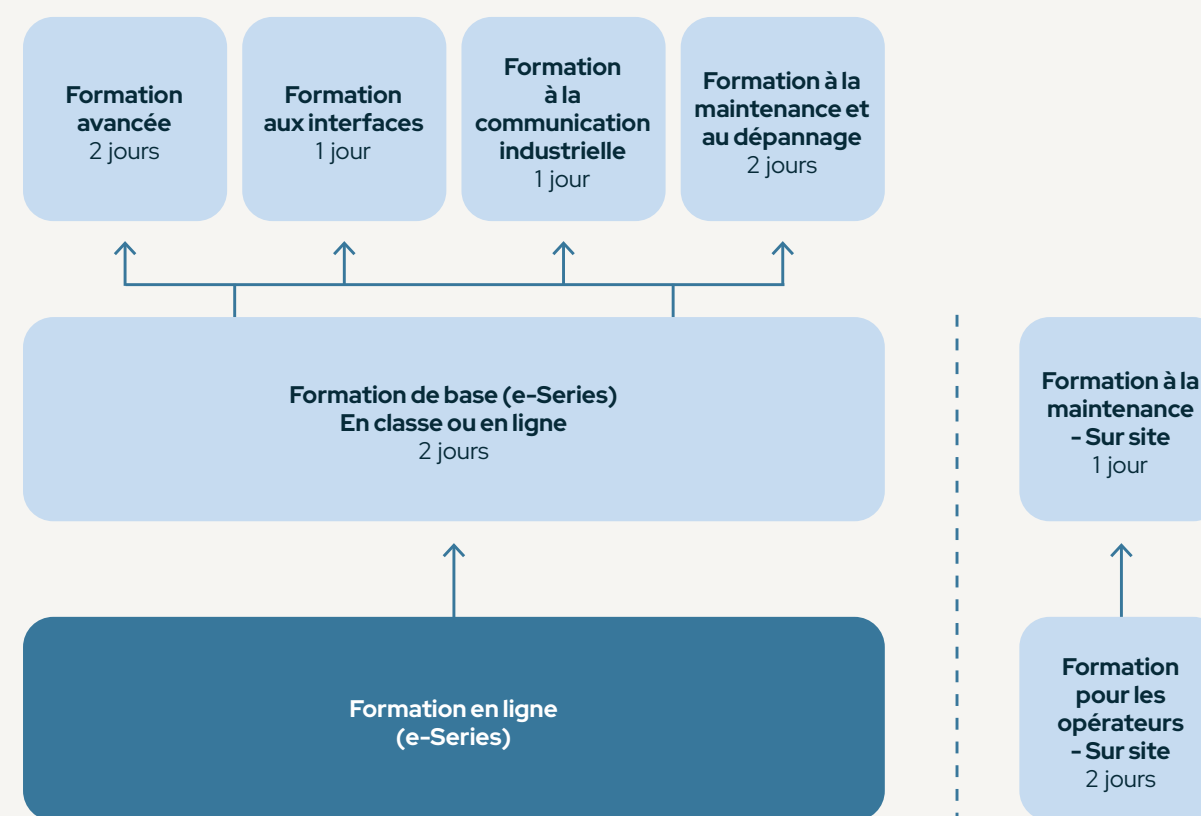 Formation
avancée
2 jours
Formation
aux interfaces
1 jour
Formation
à la
communication
industrielle
1 jour
Formation à la
maintenance et
au dépannage
2 jours
Formation de base (e-Series)
En classe ou en ligne
2 jours
Formation à la
maintenance
- Sur site
1 jour
Formation en ligne
(e-Series)
Formation
pour les
opérateurs
- Sur site
2 jours